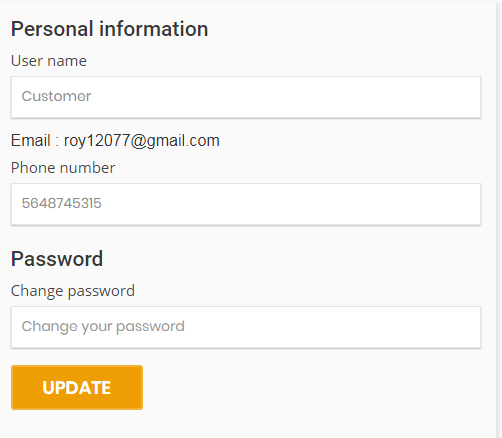 Personal information
User name
Customer
Email : roy12077@gmail.com
Phone number
5648745315
Password
Change password
Change your password
UPDATE